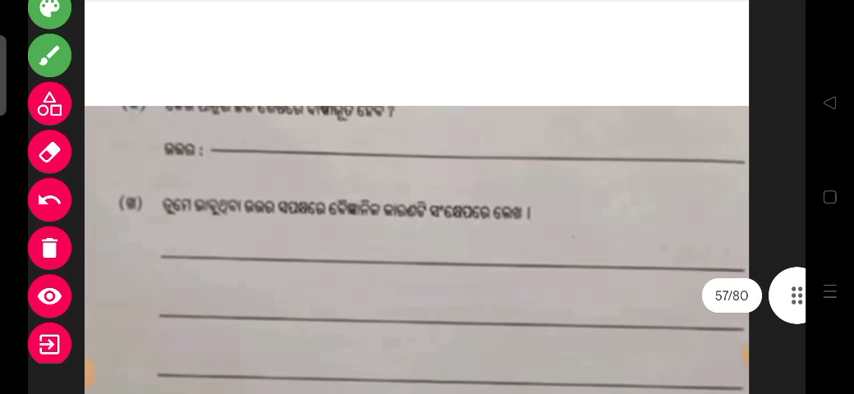 ଉତ୍ତର :
(ଖ) ତୁମେ ଭାବୁଥିବା ଉତ୍ତର ସପକ୍ଷରେ ବୈଜ୍ଞାନିକ କାରଣଟି ସଂକ୍ଷେପରେ ଲେଖ ।
57/80